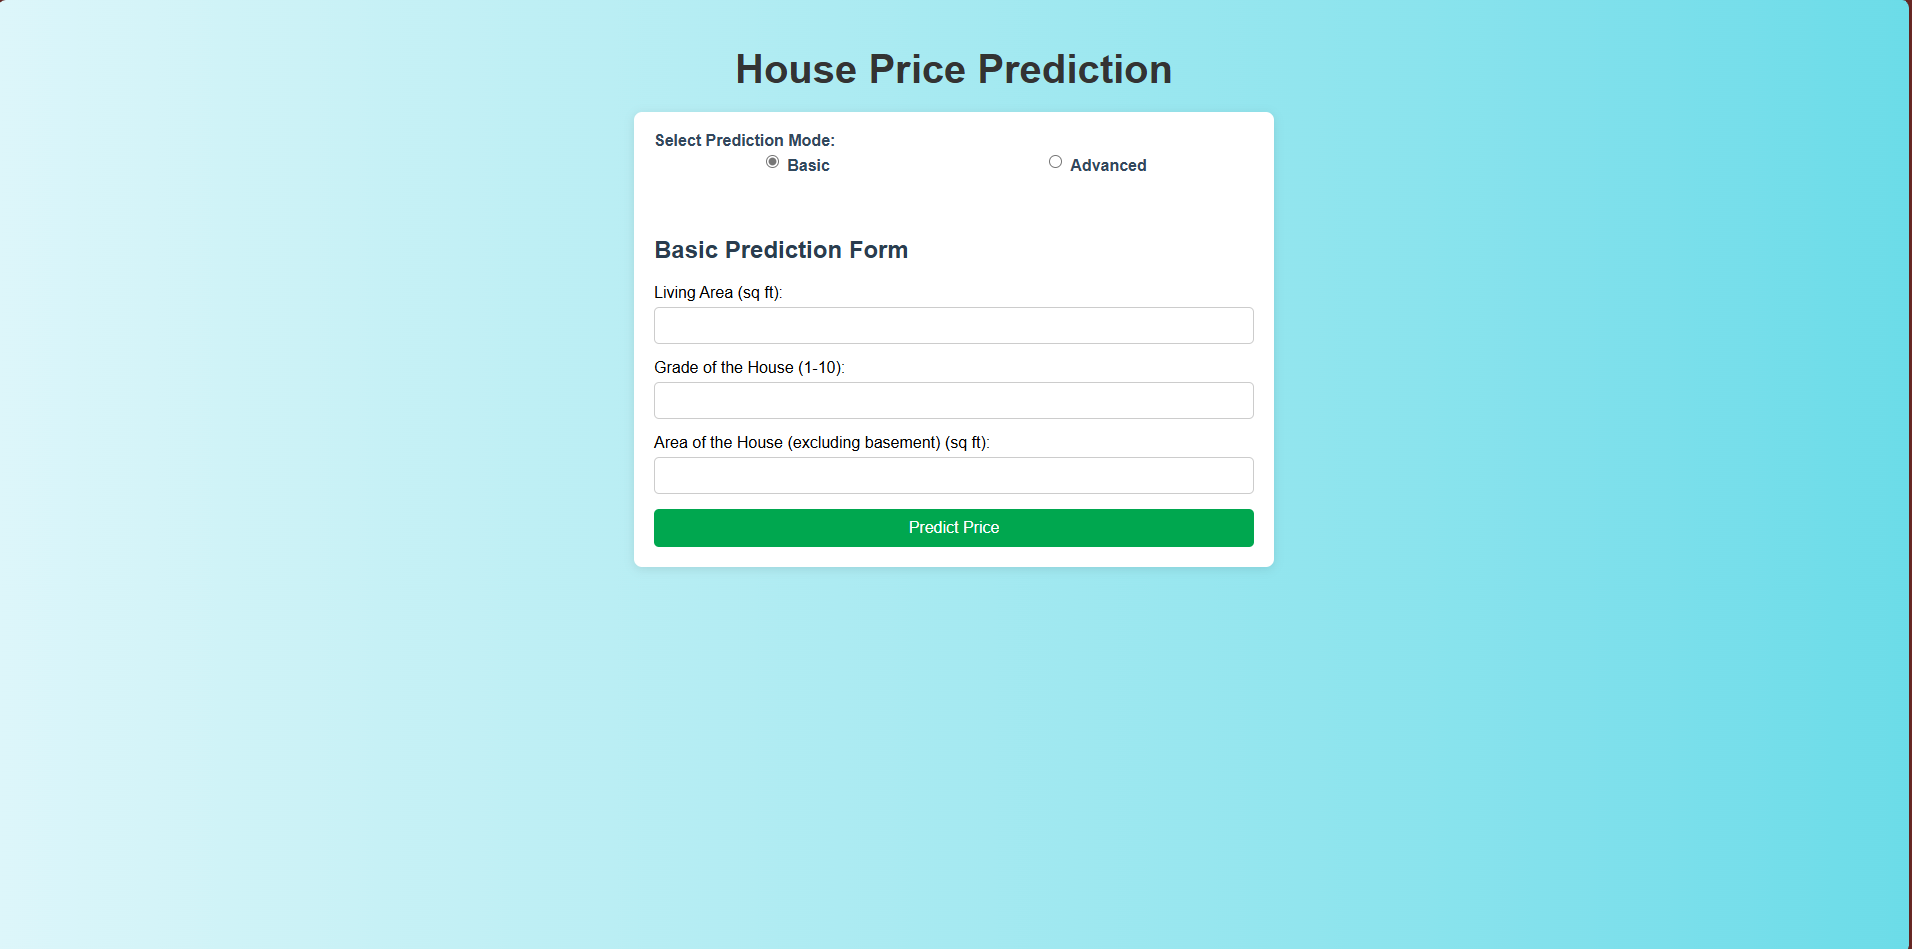 House Price Prediction
Select Prediction Mode:
Basic Advanced
Basic Prediction Form
Living Area (sq ft):
Grade of the House (1-10):
Area of the House (excluding basement) (sq ft):
Predict Price